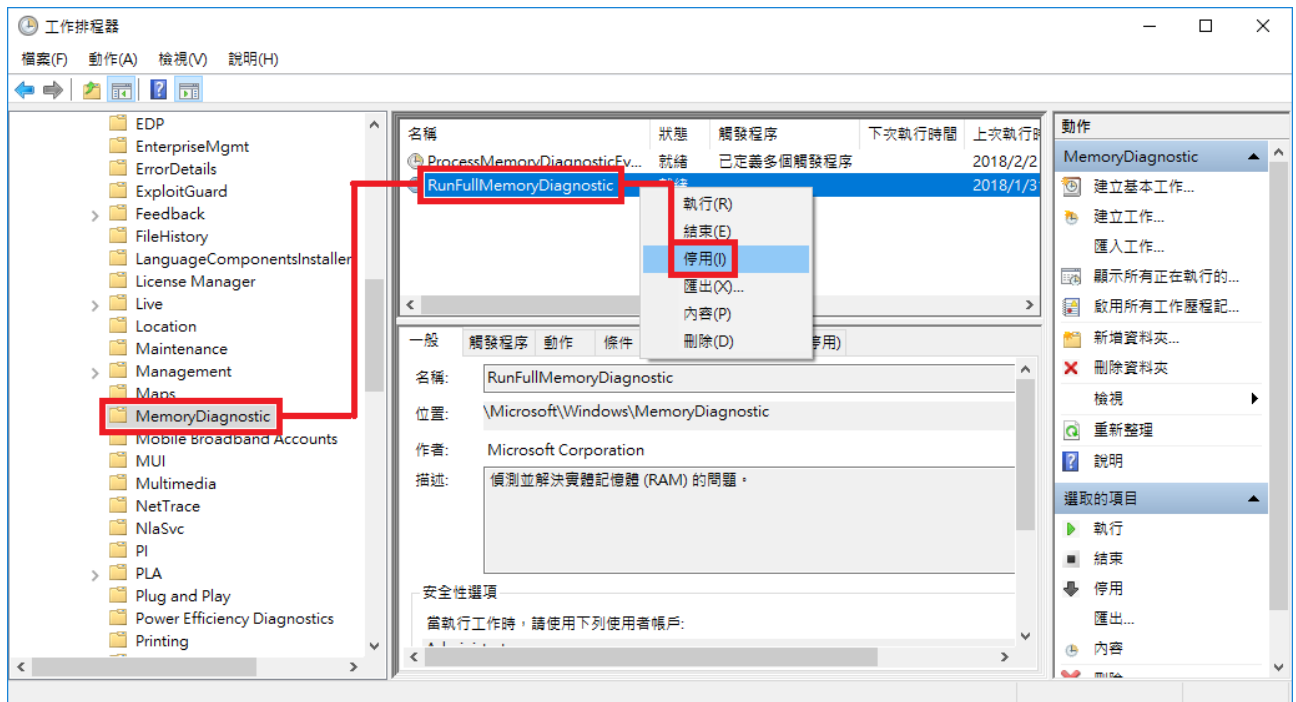 工作排程器
檔案(F) 動作(A) 檢視(V) 說明(H)
EDP
EnterpriseMgmt
ErrorDetails
ExploitGuard
Feedback
FileHistory
LanguageComponentsInstaller
License Manager
Live
Location
Maintenance
Management
Maps
MemoryDiagnostic
Mobile Broadband Accounts
MUI
Multimedia
NetTrace
NlaSvc
PI
PLA
Plug and Play
Power Efficiency Diagnostics
Printing
名稱 狀態 觸發程序 下次執行時間 上次執行時
ProcessMemoryDiagnosticEv... 就緒 已定義多個觸發程序 2018/2/2
RunFullMemoryDiagnostic 2018/1/3
執行(R)
結束(E)
停用(I)
匯出(X)...
內容(P)
刪除(D)
一般 觸發程序 動作 條件 停用)
名稱: RunFullMemoryDiagnostic
位置: \Microsoft\Windows\MemoryDiagnostic
作者: Microsoft Corporation
描述: 偵測並解決實體記憶體 (RAM) 的問題。
安全性選項
當執行工作時，請使用下列使用者帳戶:
動作
MemoryDiagnostic
建立基本工作...
建立工作...
匯入工作...
顯示所有正在執行的...
啟用所有工作歷程記...
新增資料夾...
刪除資料夾
檢視
重新整理
說明
選取的項目
執行
結束
停用
匯出...
內容